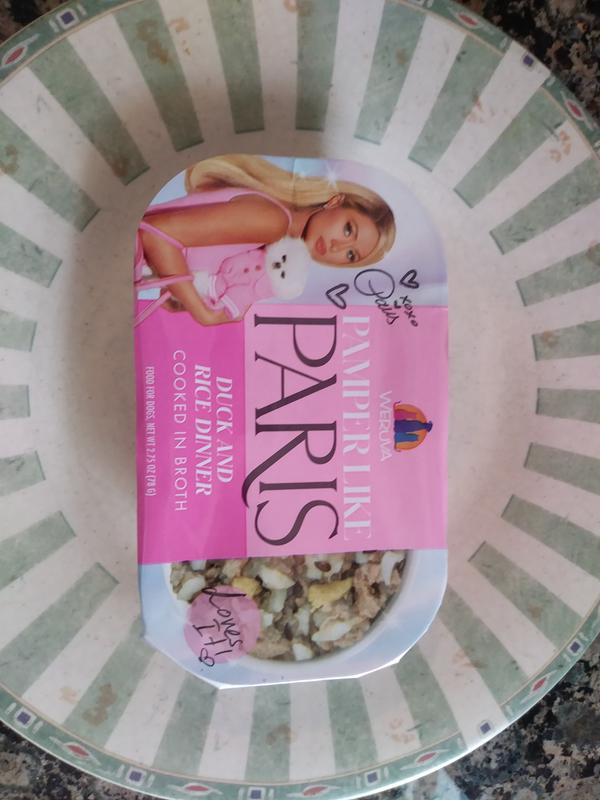 WERUVA
PAMPER LIKE
PARIS
Paris
xoxo
DUCK AND
RICE DINNER
COOKED IN BROTH
FOOD FOR DOGS. NET WT 2.75 OZ (78 G)
Loves
It!